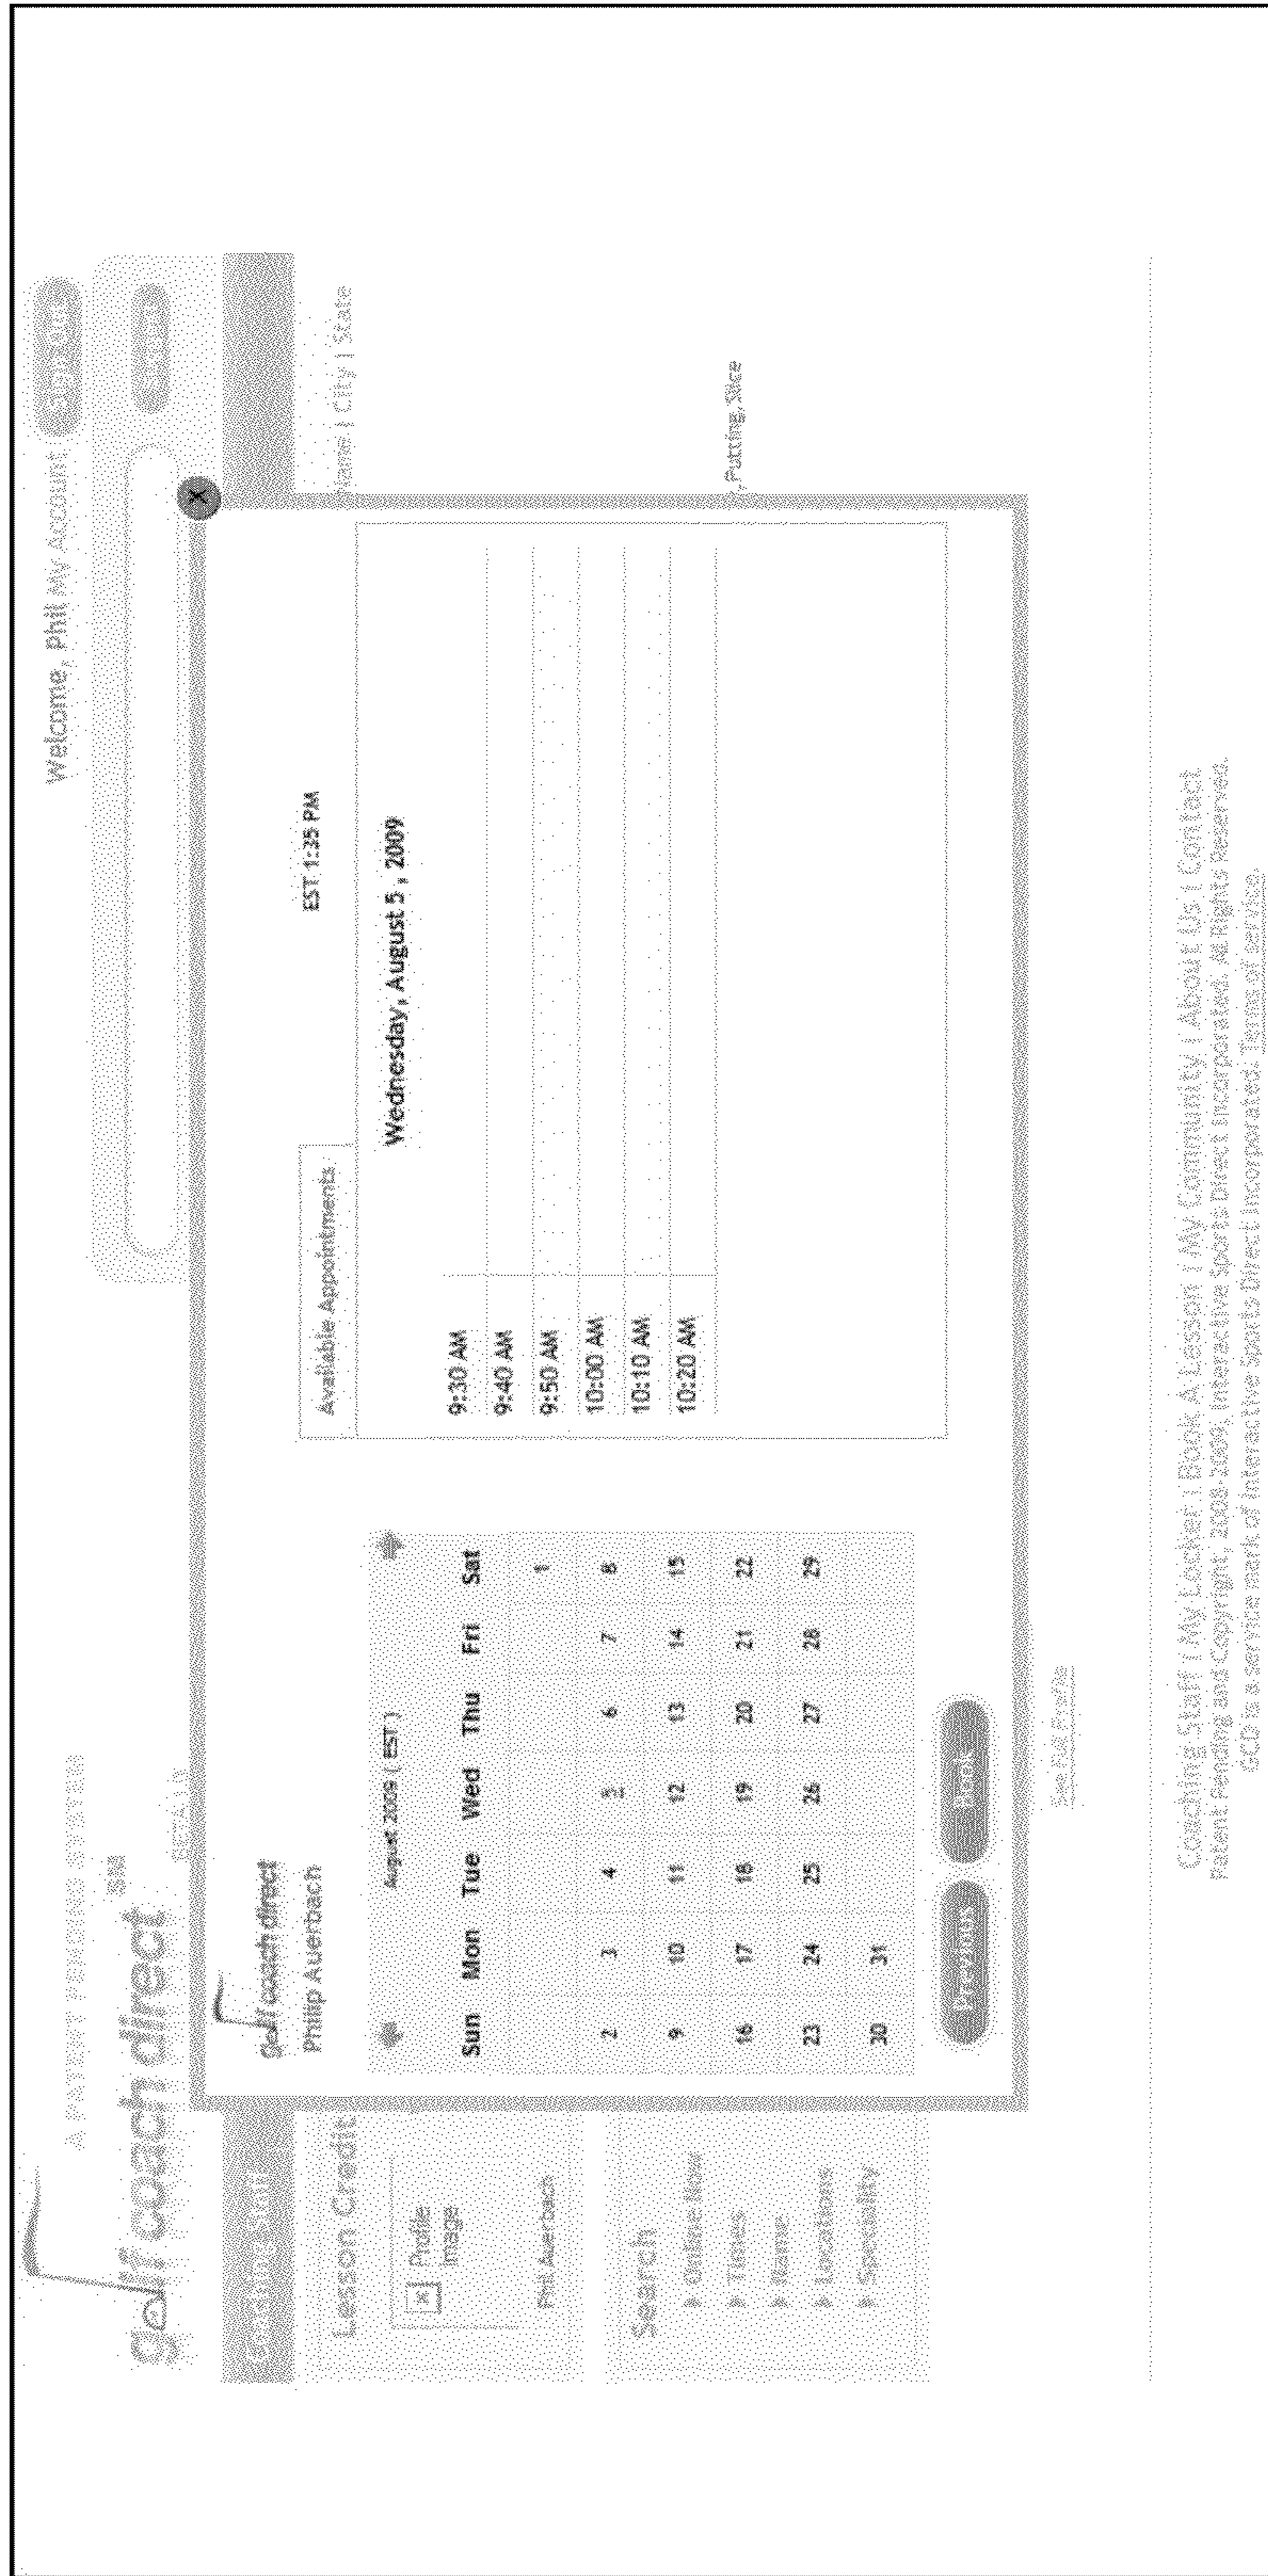 A PATENT PENDING SYSTEM
golf coach direct SM
Welcome, Phil My Account
Lesson Credit
Profile
Image
Phil Auerbach
Search
Online Now
Times
Name
Locations
Speciality
Name | City | State
, Putting, Slice
golf coach direct
Philip Auerbach
August 2009 ( EST )
Sun Mon Tue Wed Thu Fri Sat
1
2 3 4 5 6 7 8
9 10 11 12 13 14 15
16 17 18 19 20 21 22
23 24 25 26 27 28 29
30 31
Previous Next
EST 1:35 PM
Available Appointments
Wednesday, August 5 , 2009
9:30 AM
9:40 AM
9:50 AM
10:00 AM
10:10 AM
10:20 AM
X
See Full Profile
Coaching Staff | My Locker | Book A Lesson | My Community | About Us | Contact
Patent Pending and Copyright, 2008-2009, Interactive Sports Direct Incorporated. All Rights Reserved.
GCD is a service mark of Interactive Sports Direct Incorporated. Terms of service.